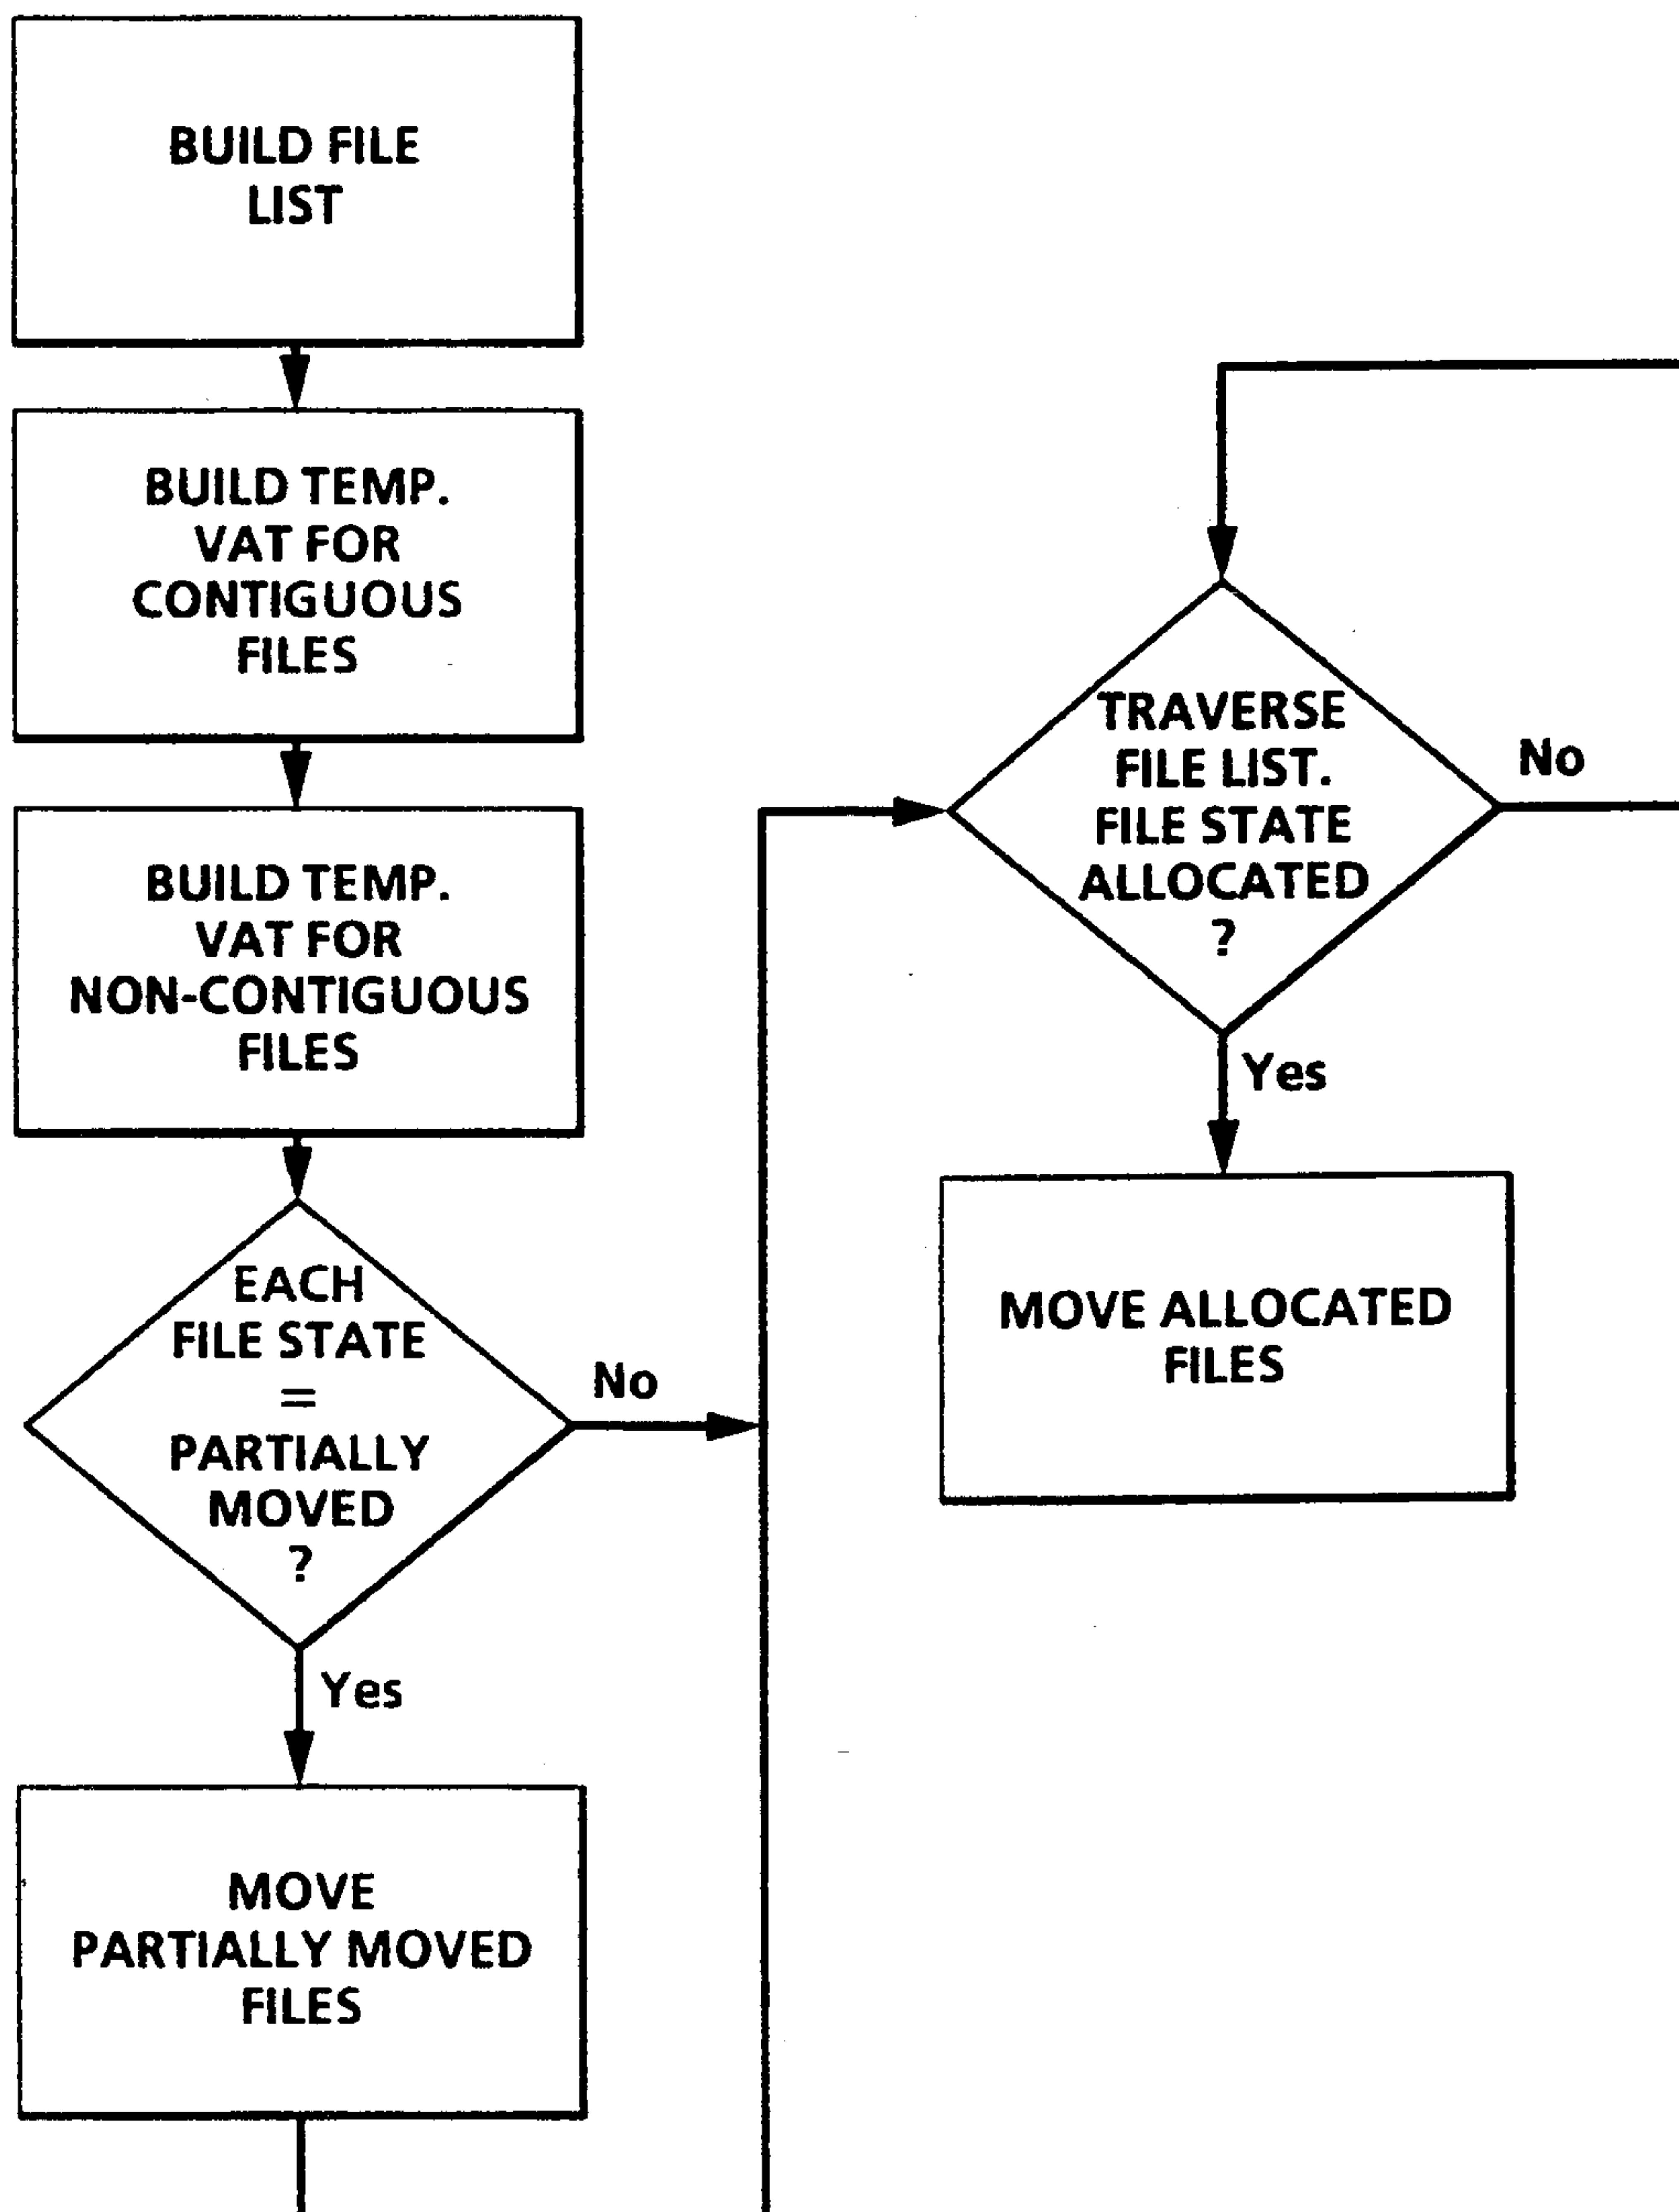 BUILD FILE
LIST
BUILD TEMP.
VAT FOR
CONTIGUOUS
FILES
BUILD TEMP.
VAT FOR
NON-CONTIGUOUS
FILES
EACH
FILE STATE
=
PARTIALLY
MOVED
?
No
Yes
MOVE
PARTIALLY MOVED
FILES
TRAVERSE
FILE LIST.
FILE STATE
ALLOCATED
?
No
Yes
MOVE ALLOCATED
FILES